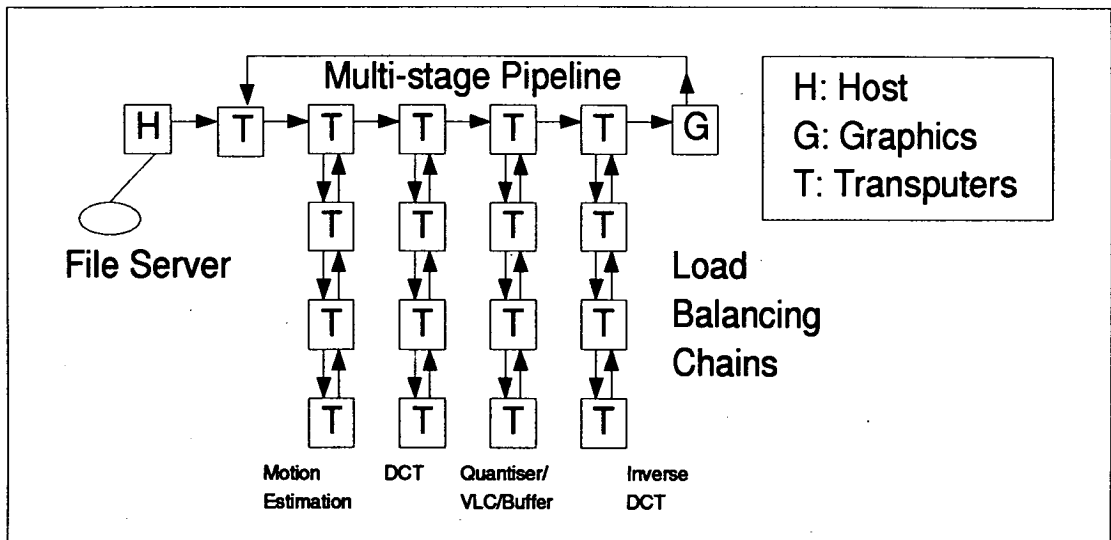 Multi-stage Pipeline
H T T T T T G
T T T T
T T T T
T T T T
File Server
H: Host
G: Graphics
T: Transputers
Load
Balancing
Chains
Motion
Estimation
DCT
Quantiser/
VLC/Buffer
Inverse
DCT